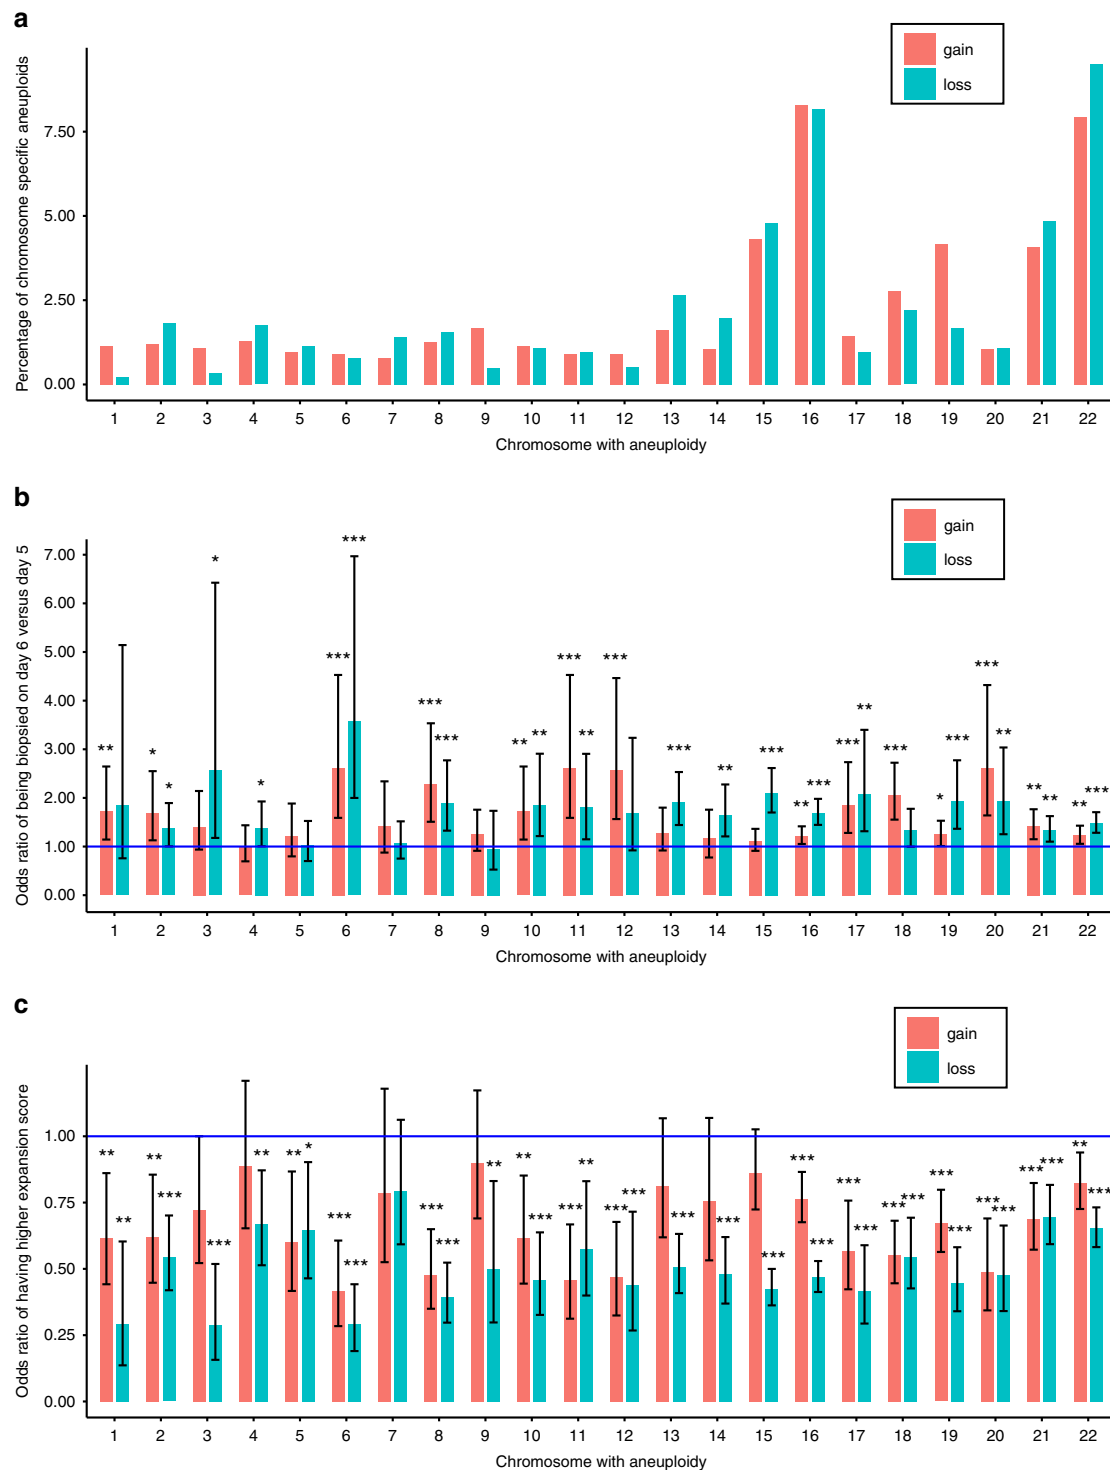 a
gain
loss
Percentage of chromosome specific aneuploids
7.50
5.00
2.50
0.00
1 2 3 4 5 6 7 8 9 10 11 12 13 14 15 16 17 18 19 20 21 22
Chromosome with aneuploidy
b
gain
loss
Odds ratio of being biopsied on day 6 versus day 5
7.00
6.00
5.00
4.00
3.00
2.00
1.00
0.00
** * * * * *** *** *** *** ** ** *** ** *** *** ** *** ** *** *** ** *** * *** *** ** ** ** ** ***
1 2 3 4 5 6 7 8 9 10 11 12 13 14 15 16 17 18 19 20 21 22
Chromosome with aneuploidy
c
gain
loss
Odds ratio of having higher expansion score
1.00
0.75
0.50
0.25
0.00
** ** ** *** *** ** ** * *** *** *** *** ** ** *** *** ** *** *** *** *** *** *** *** *** *** *** *** *** *** *** *** *** *** ** ***
1 2 3 4 5 6 7 8 9 10 11 12 13 14 15 16 17 18 19 20 21 22
Chromosome with aneuploidy